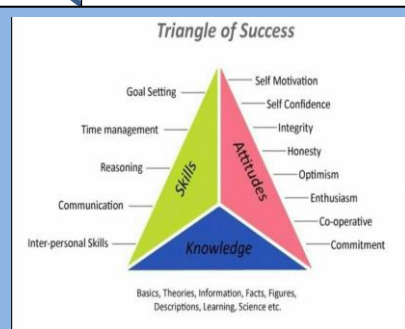 Triangle of Success
Goal Setting
Time management
Reasoning
Communication
Inter-personal Skills
Skills
Attitudes
Self Motivation
Self Confidence
Integrity
Honesty
Optimism
Enthusiasm
Co-operative
Commitment
Knowledge
Basics, Theories, Information, Facts, Figures,
Descriptions, Learning, Science etc.